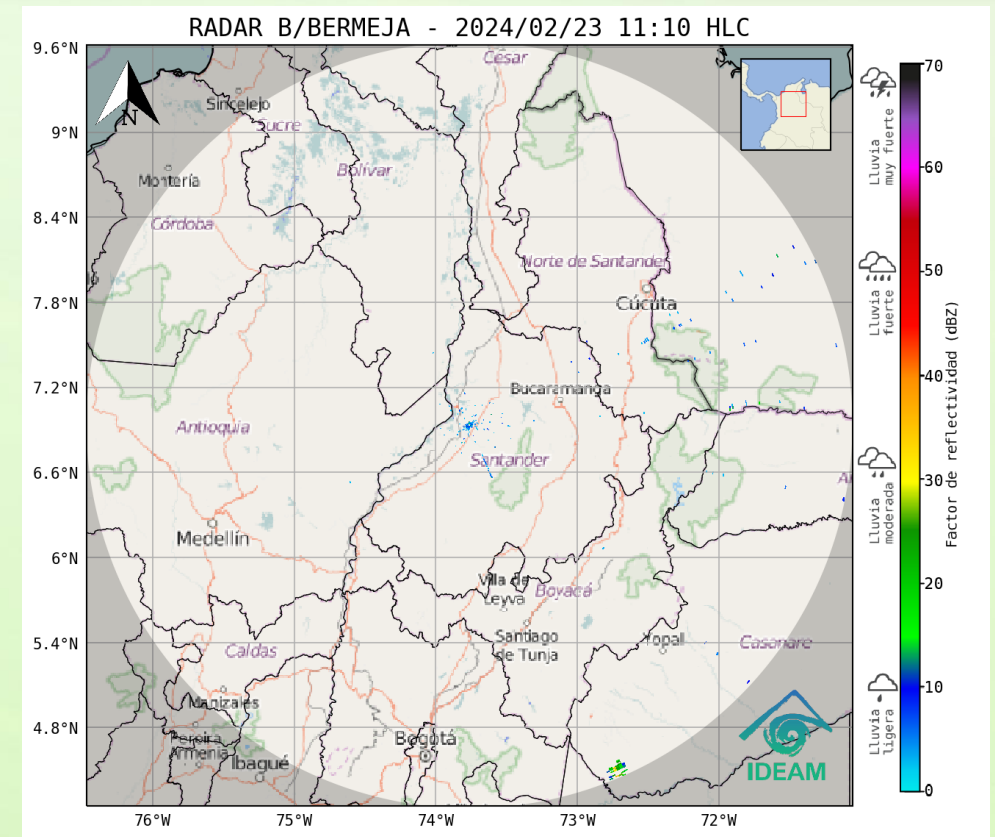 RADAR B/BERMEJA - 2024/02/23 11:10 HLC
9.6°N
9°N
8.4°N
7.8°N
7.2°N
6.6°N
6°N
5.4°N
4.8°N
76°W
75°W
74°W
73°W
72°W
N
Cesar
Sincelejo
Sucre
Bolívar
Montería
Córdoba
Norte de Santander
Cúcuta
Bucaramanga
Antioquia
Santander
Medellín
Villa de
Leyva
Boyacá
Santiago
de Tunja
Yopal
Casanare
Caldas
Manizales
Pereira
Armenia
Ibagué
Bogotá
IDEAM
70
60
50
40
30
20
10
0
Lluvia
muy fuerte
Lluvia
fuerte
Lluvia
moderada
Lluvia
ligera
Factor de reflectividad (dBZ)